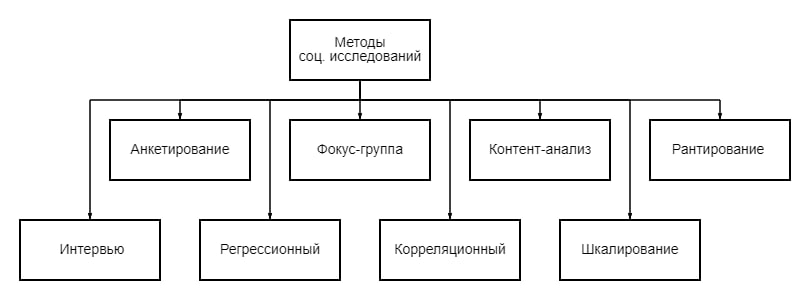 Методы
соц. исследований
Анкетирование
Фокус-группа
Контент-анализ
Рантирование
Интервью
Регрессионный
Корреляционный
Шкалирование